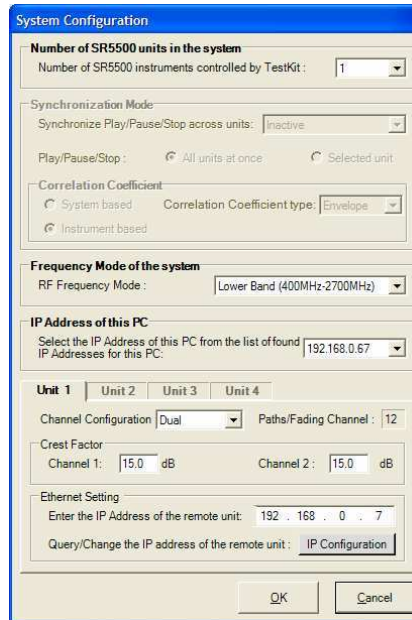 System Configuration
Number of SR5500 units in the system
Number of SR5500 instruments controlled by TestKit : 1
Synchronization Mode
Synchronize Play/Pause/Stop across units: Inactive
Play/Pause/Stop : All units at once Selected unit
Correlation Coefficient
System based Correlation Coefficient type: Envelope
Instrument based
Frequency Mode of the system
RF Frequency Mode : Lower Band (400MHz-2700MHz)
IP Address of this PC
Select the IP Address of this PC from the list of found
IP Addresses for this PC: 192.168.0.67
Unit 1 Unit 2 Unit 3 Unit 4
Channel Configuration Dual Paths/Fading Channel : 12
Crest Factor
Channel 1: 15.0 dB Channel 2 : 15.0 dB
Ethernet Setting
Enter the IP Address of the remote unit: 192 . 168 . 0 . 7
Query/Change the IP address of the remote unit : IP Configuration
OK Cancel